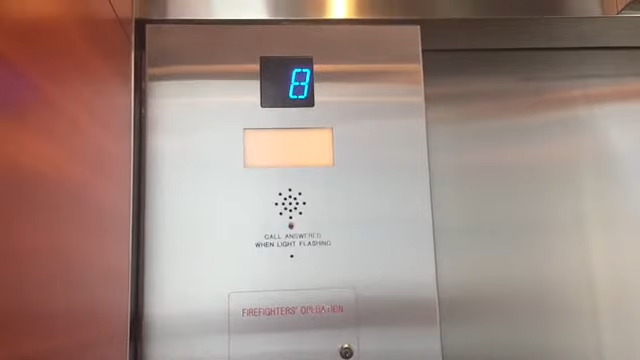 8
CALL ANSWERED
WHEN LIGHT FLASHING
FIREFIGHTERS' OPERATION